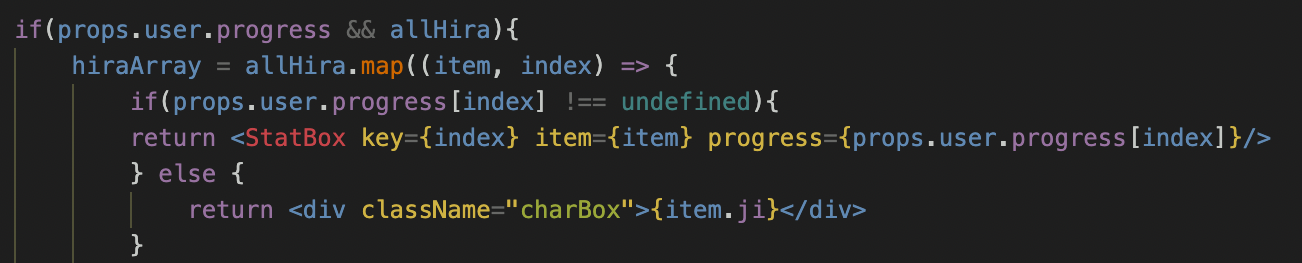 if(props.user.progress && allHira){
    hiraArray = allHira.map((item, index) => {
        if(props.user.progress[index] !== undefined){
        return <StatBox key={index} item={item} progress={props.user.progress[index]}/>
        } else {
            return <div className="charBox">{item.ji}</div>
        }